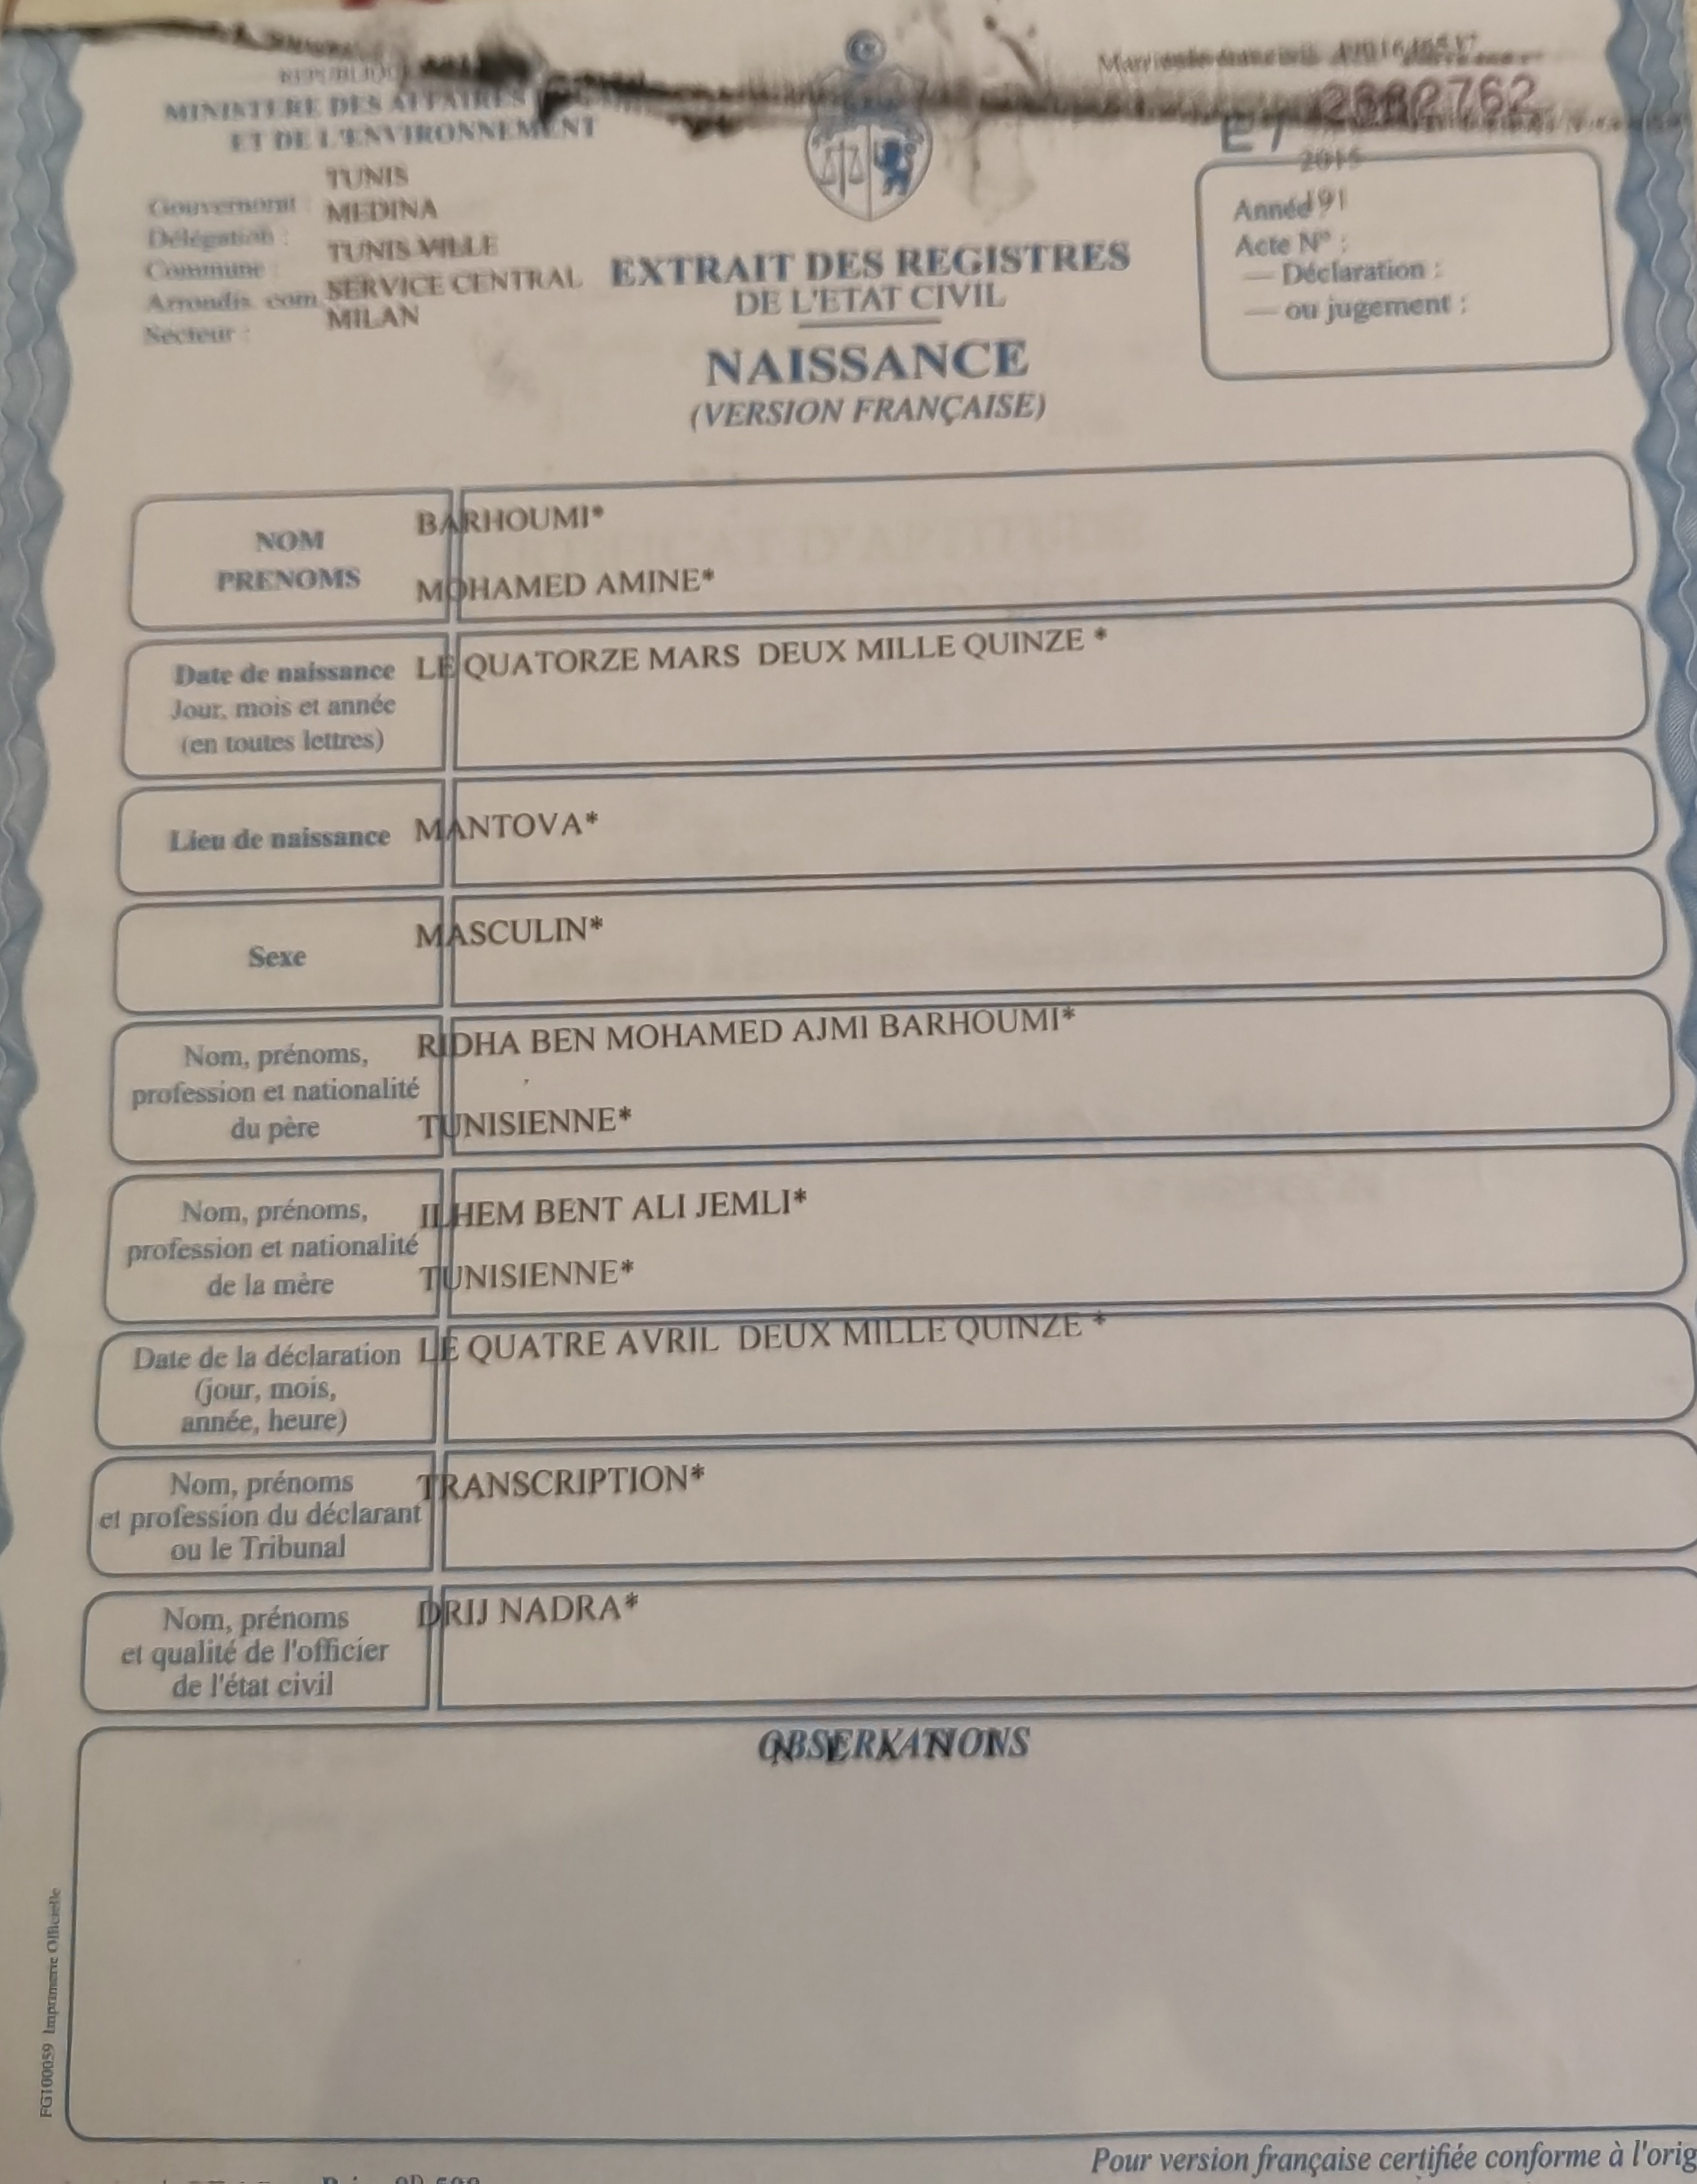 MINISTERE DES AFFAIRES
ET DE L'ENVIRONNEMENT
2882762
E7
2015
TUNIS
Gouvernorat : MEDINA
Délégation : TUNIS VILLE
Commune : SERVICE CENTRAL
Arrondis. com MILAN
Secteur :
Année 191
Acte N° :
— Déclaration :
— ou jugement :
EXTRAIT DES REGISTRES
DE L'ETAT CIVIL
NAISSANCE
(VERSION FRANÇAISE)
NOM
PRENOMS
BARHOUMI*
MOHAMED AMINE*
Date de naissance
Jour, mois et année
(en toutes lettres)
LE QUATORZE MARS DEUX MILLE QUINZE *
Lieu de naissance
MANTOVA*
Sexe
MASCULIN*
Nom, prénoms,
profession et nationalité
du père
RIDHA BEN MOHAMED AJMI BARHOUMI*
TUNISIENNE*
Nom, prénoms,
profession et nationalité
de la mère
ILHEM BENT ALI JEMLI*
TUNISIENNE*
Date de la déclaration
(jour, mois,
année, heure)
LE QUATRE AVRIL DEUX MILLE QUINZE *
Nom, prénoms
et profession du déclarant
ou le Tribunal
TRANSCRIPTION*
Nom, prénoms
et qualité de l'officier
de l'état civil
DRIJ NADRA*
OBSERVATIONS
FG100059 Imprimerie Officielle
Pour version française certifiée conforme à l'orig